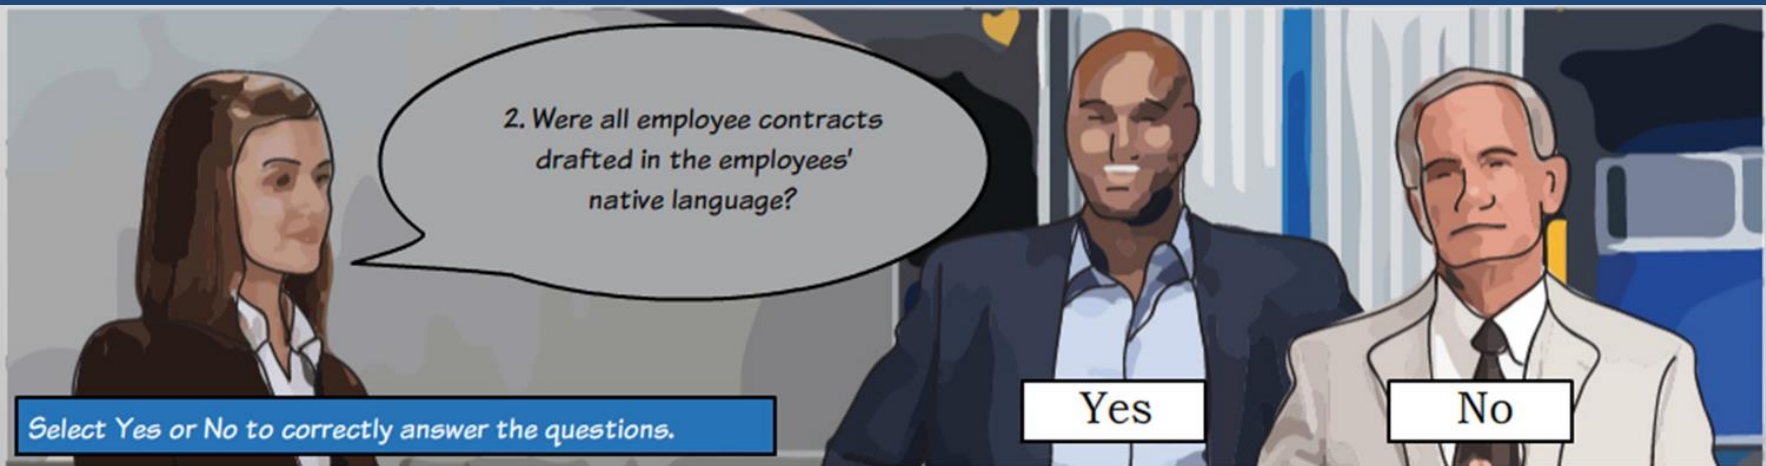 2. Were all employee contracts
drafted in the employees'
native language?
Yes
No
Select Yes or No to correctly answer the questions.